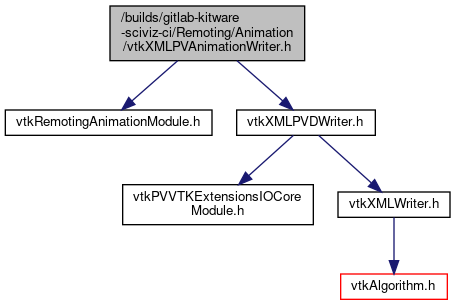 /builds/gitlab-kitware
-sciviz-ci/Remoting/Animation
/vtkXMLPVAnimationWriter.h
vtkRemotingAnimationModule.h
vtkXMLPVDWriter.h
vtkPVVTKExtensionsIOCore
Module.h
vtkXMLWriter.h
vtkAlgorithm.h